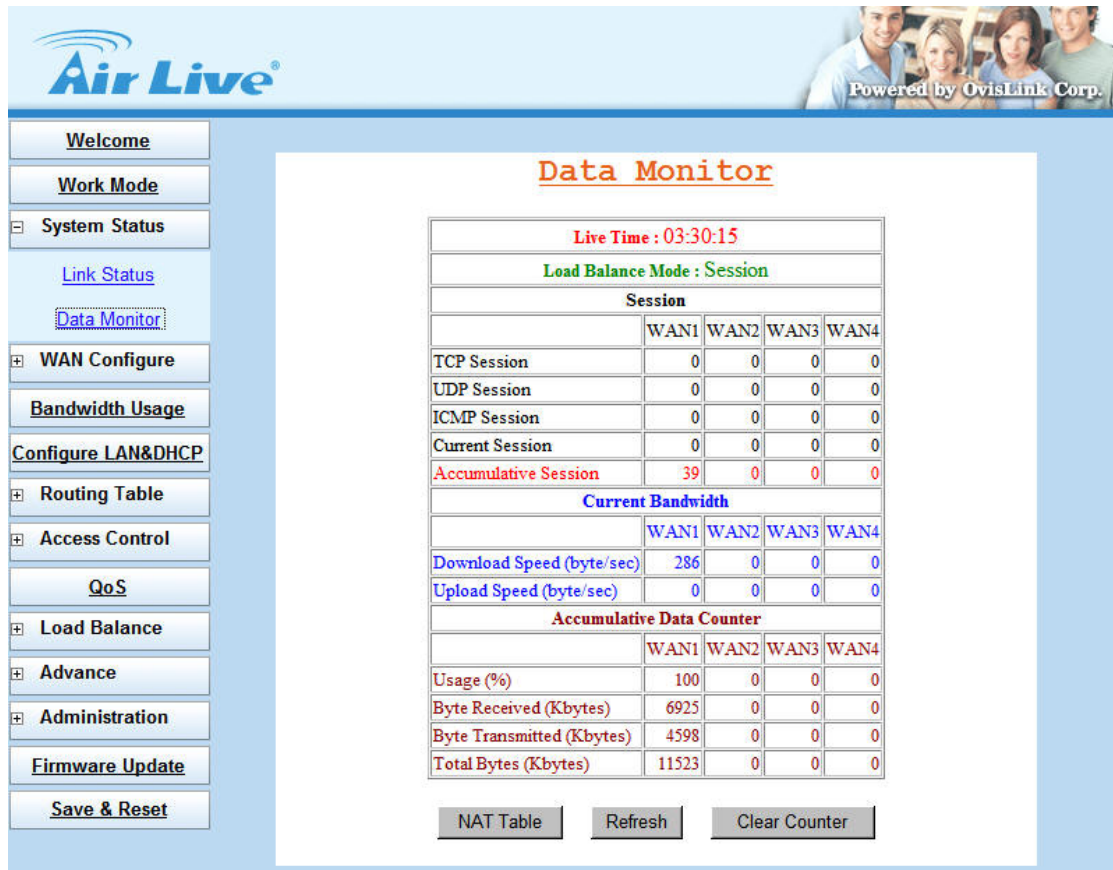 Air Live®
Powered by OvisLink Corp.
Welcome
Work Mode
System Status
Link Status
Data Monitor
WAN Configure
Bandwidth Usage
Configure LAN&DHCP
Routing Table
Access Control
QoS
Load Balance
Advance
Administration
Firmware Update
Save & Reset
Data Monitor
Live Time : 03:30:15
Load Balance Mode : Session
Session
WAN1 WAN2 WAN3 WAN4
TCP Session 0 0 0 0
UDP Session 0 0 0 0
ICMP Session 0 0 0 0
Current Session 0 0 0 0
Accumulative Session 39 0 0 0
Current Bandwidth
WAN1 WAN2 WAN3 WAN4
Download Speed (byte/sec) 286 0 0 0
Upload Speed (byte/sec) 0 0 0 0
Accumulative Data Counter
WAN1 WAN2 WAN3 WAN4
Usage (%) 100 0 0 0
Byte Received (Kbytes) 6925 0 0 0
Byte Transmitted (Kbytes) 4598 0 0 0
Total Bytes (Kbytes) 11523 0 0 0
NAT Table Refresh Clear Counter